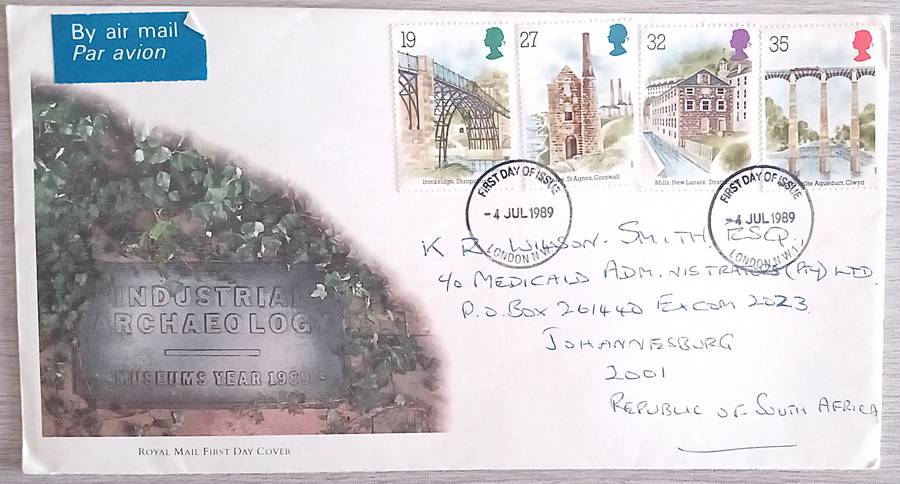 By air mail
Par avion
19
Ironbridge, Shrops
27
St Agnes, Cornwall
32
Mills, New Lanark, Strat
35
Aqueduct, Clwyd
FIRST DAY OF ISSUE
-4 JUL 1989
LONDON N.W.1
FIRST DAY OF ISSUE
-4 JUL 1989
LONDON N.W.1
K R. WILSON-SMITH, ESQ.
c/o MEDICAID ADMINISTRATORS (PTY) LTD
P.O. BOX 261440 EXCOM 2023
JOHANNESBURG
2001
REPUBLIC OF SOUTH AFRICA
INDUSTRIAL
ARCHAEOLOGY
MUSEUMS YEAR 1989
ROYAL MAIL FIRST DAY COVER